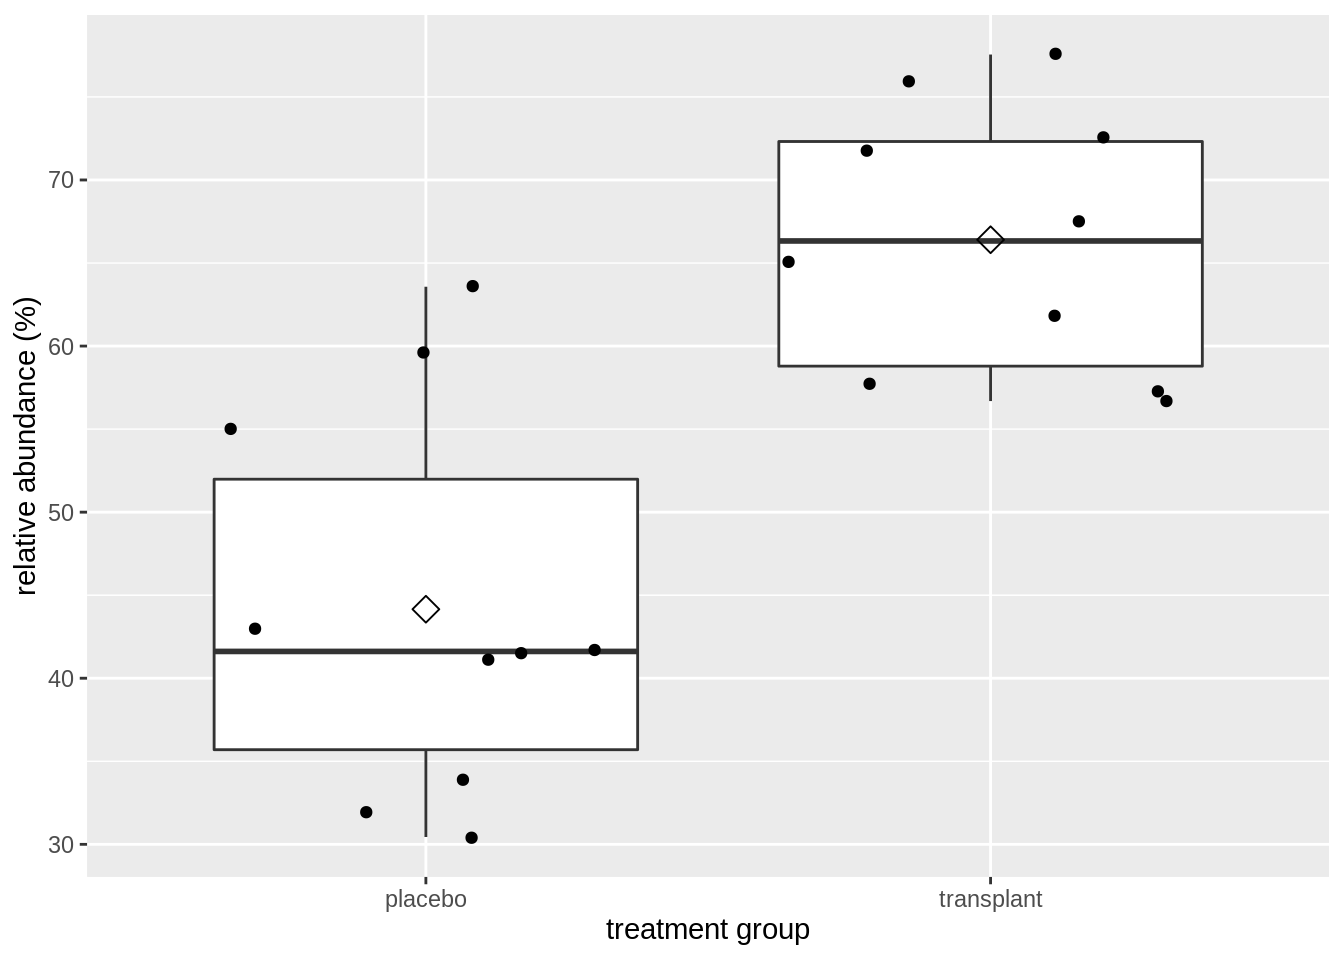 relative abundance (%)
70
60
50
40
30
placebo
transplant
treatment group